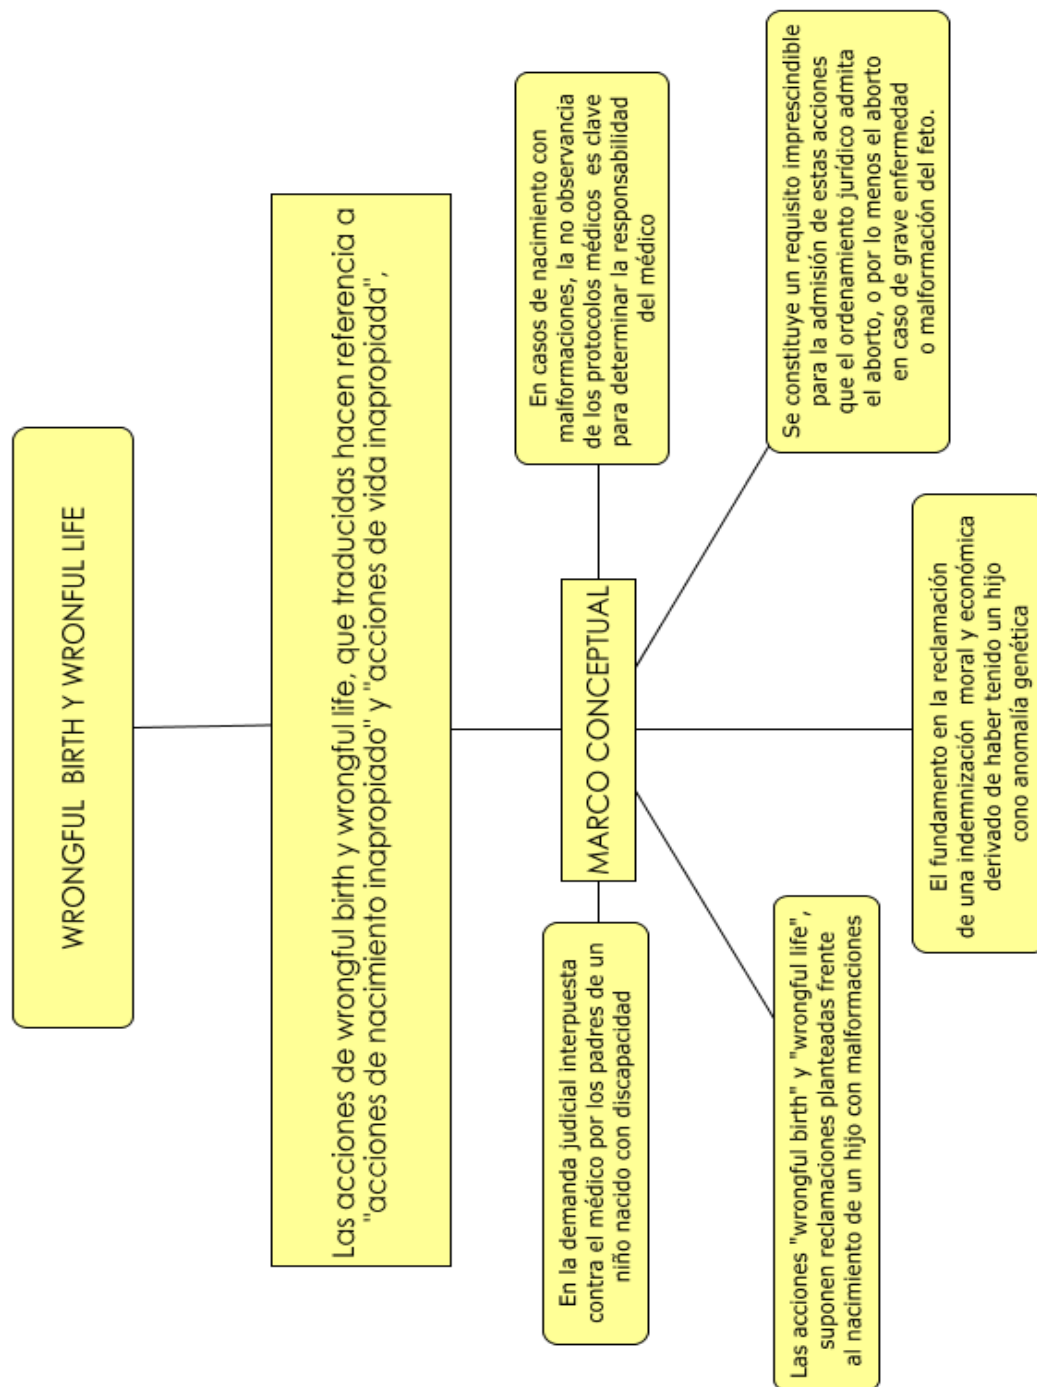 WRONGFUL  BIRTH Y WRONFUL LIFE
Las acciones de wrongful birth y wrongful life, que traducidas hacen referencia a
"acciones de nacimiento inapropiado" y "acciones de vida inapropiada",
MARCO CONCEPTUAL
En la demanda judicial interpuesta
contra el médico por los padres de un
niño nacido con discapacidad
En casos de nacimiento con
malformaciones, la no observancia
de los protocolos médicos  es clave
para determinar la responsabilidad
del médico
Las acciones "wrongful birth" y "wrongful life",
suponen reclamaciones planteadas frente
al nacimiento de un hijo con malformaciones
El fundamento en la reclamación
de una indemnización  moral y económica
derivado de haber tenido un hijo
cono anomalía genética
Se constituye un requisito imprescindible
para la admisión de estas acciones
que el ordenamiento jurídico admita
el aborto, o por lo menos el aborto
en caso de grave enfermedad
o malformación del feto.